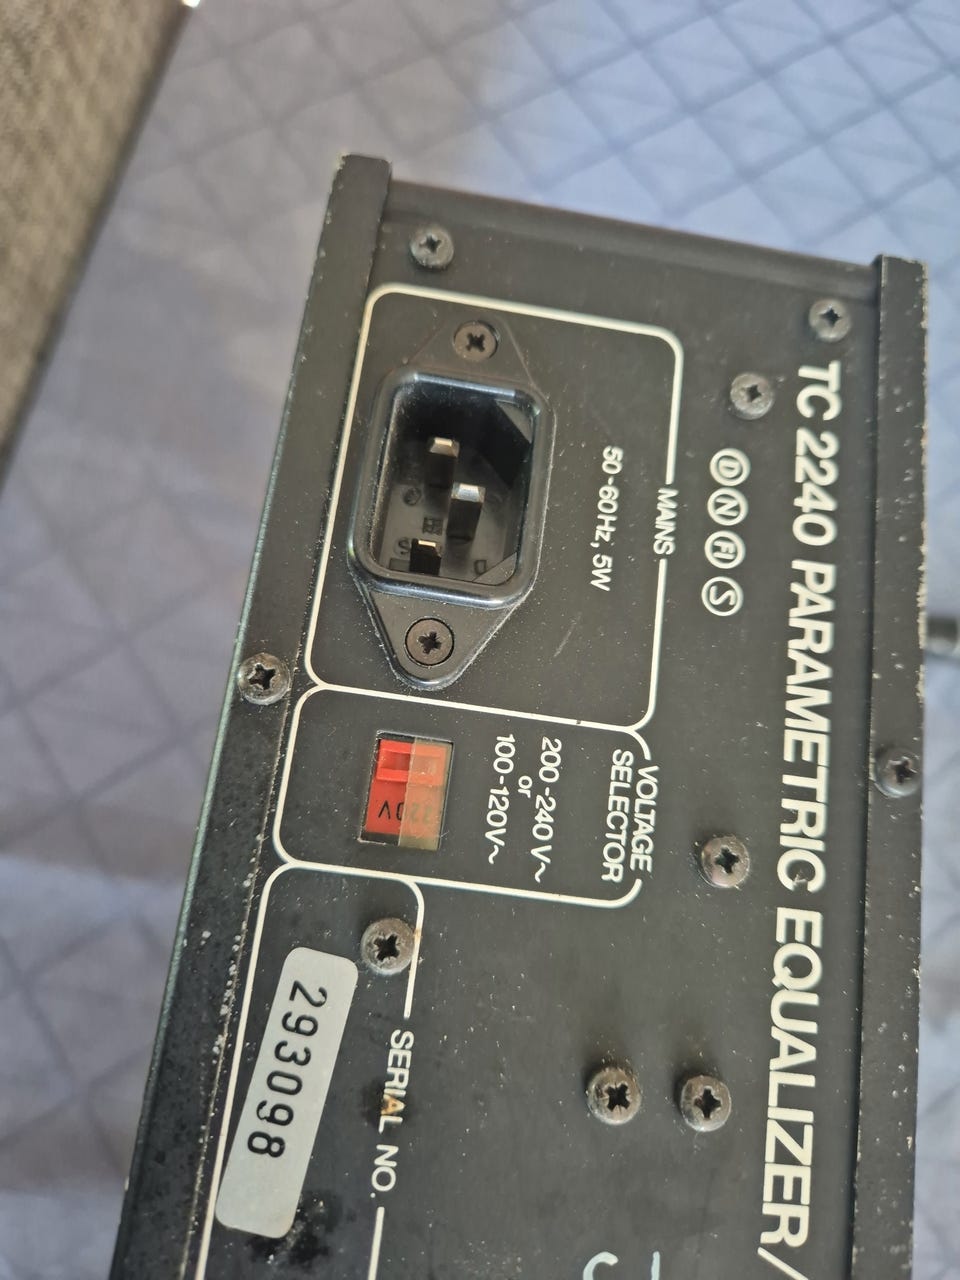 TC 2240 PARAMETRIC EQUALIZER/
D N FI S
MAINS
50-60Hz, 5W
VOLTAGE
SELECTOR
200-240V~
or
100-120V~
220V
SERIAL NO.
293098